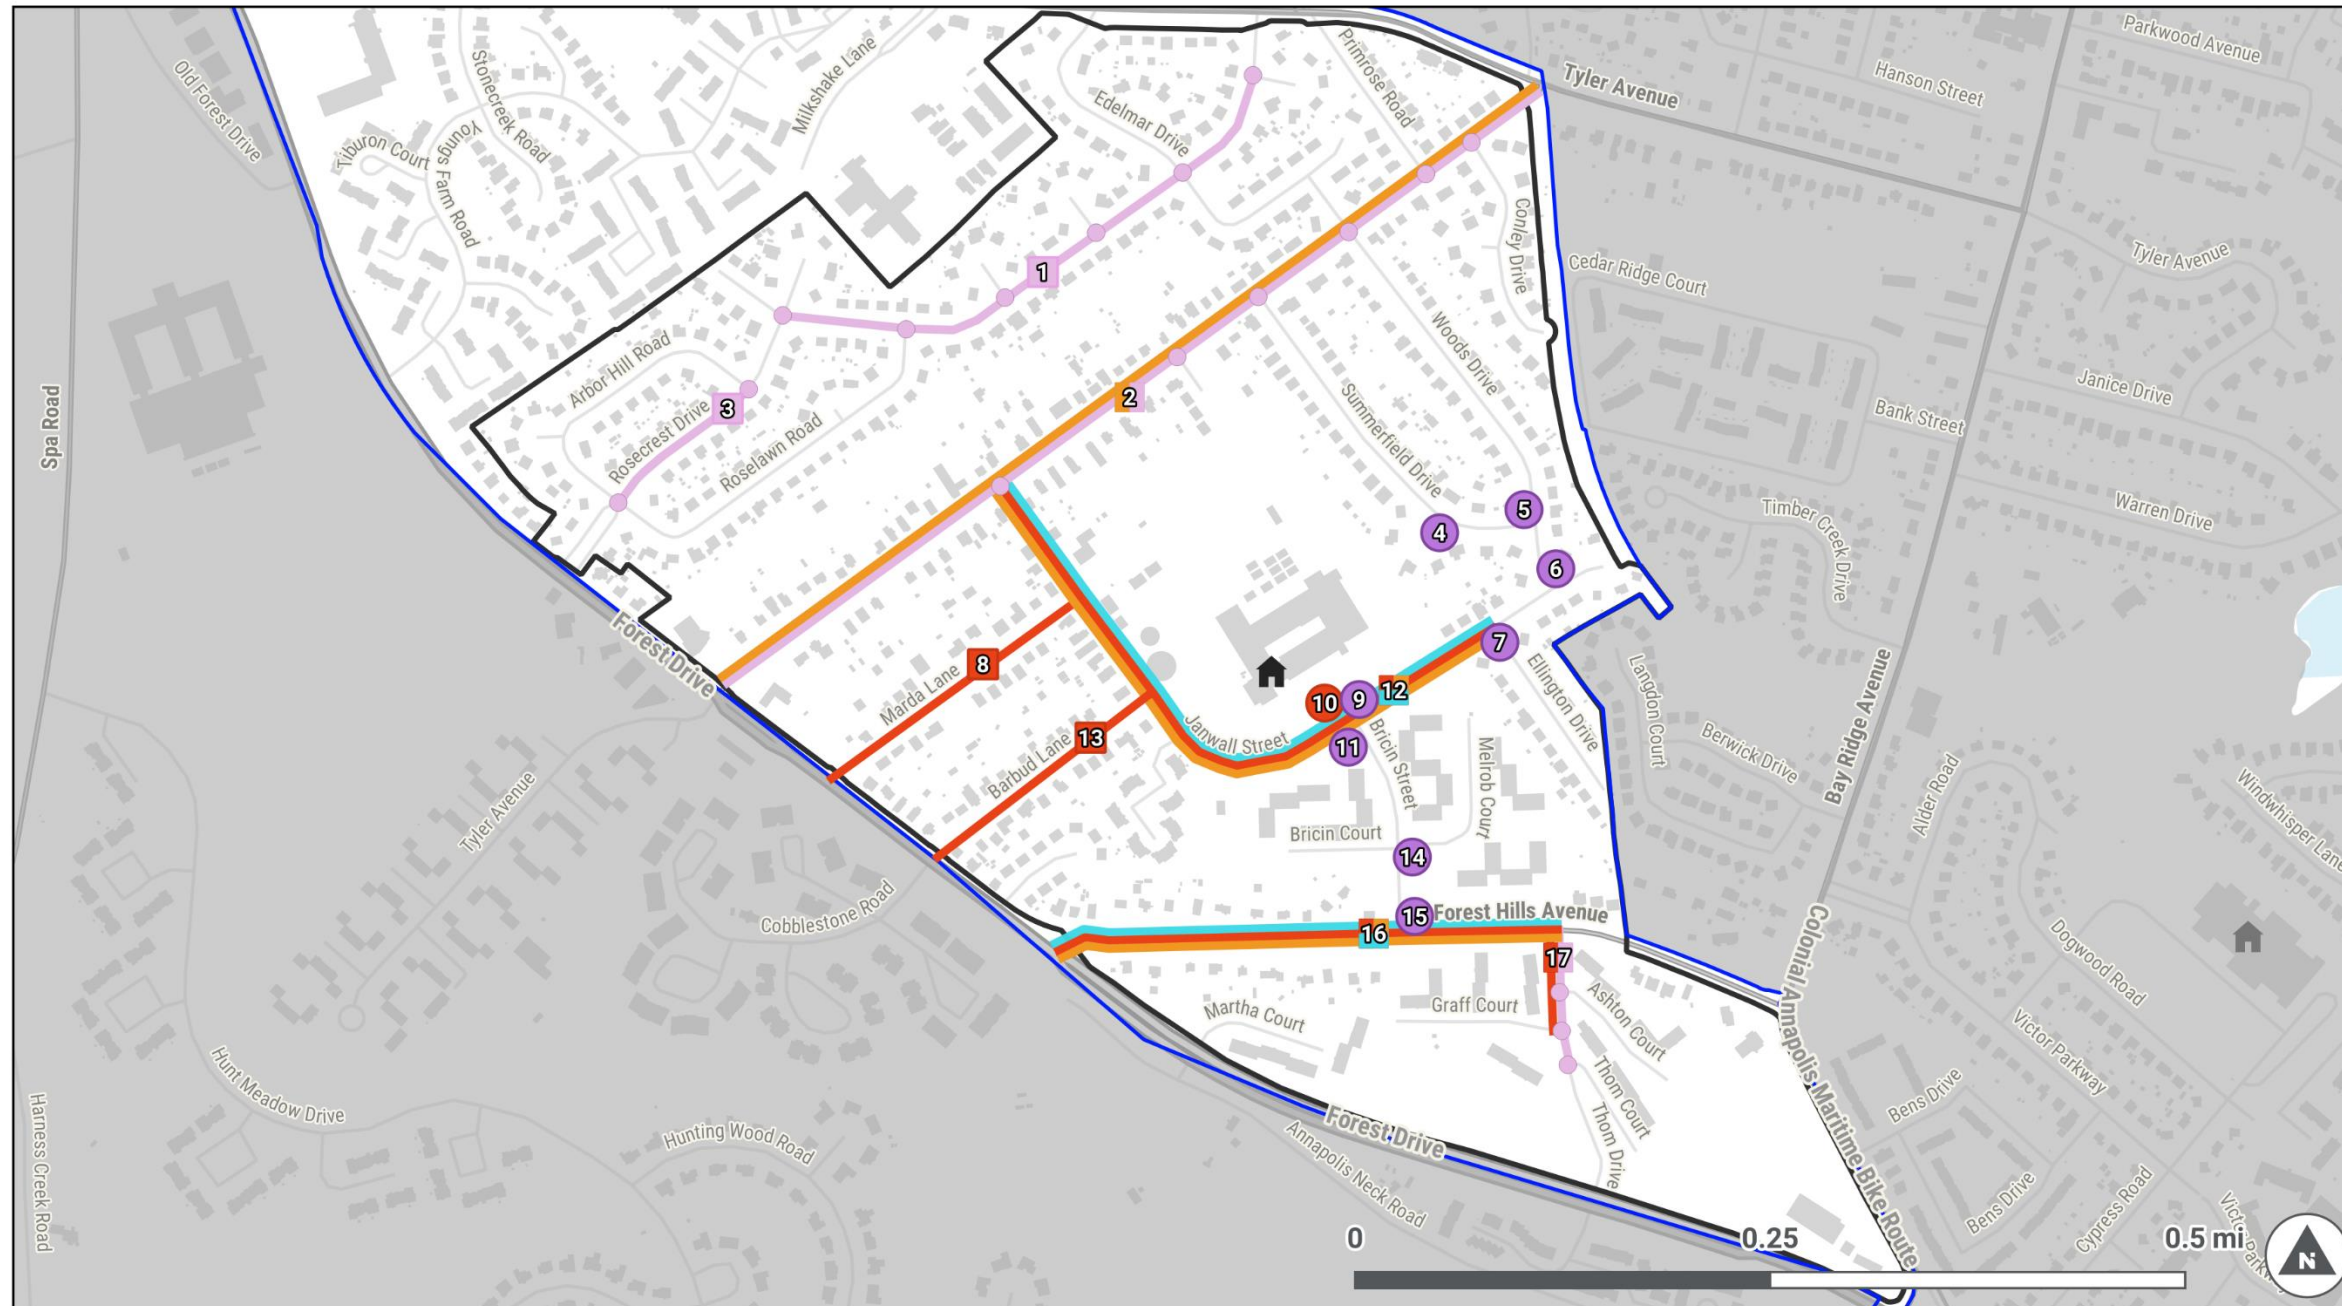 Parkwood Avenue
Hanson Street
Tyler Avenue
Primrose Road
Milkshake Lane
Stonecreek Road
Old Forest Drive
Edelmar Drive
Tiburon Court
Youngs Farm Road
Conley Drive
Cedar Ridge Court
Tyler Avenue
1
Woods Drive
Arbor Hill Road
Janice Drive
Bank Street
2
3
Summerfield Drive
Spa Road
Rosecrest Drive
Roselawn Road
5
4
Timber Creek Drive
Warren Drive
6
Forest Drive
7
8
Marda Lane
Ellington Drive
Langdon Court
12
9
10
13
Janwall Street
11
Bricin Street
Melrob Court
Berwick Drive
Bay Ridge Avenue
Barbud Lane
Alder Road
Windwhisper Lane
Tyler Avenue
Bricin Court
14
Cobblestone Road
15
Forest Hills Avenue
16
17
Colonial Annapolis Maritime Bike Route
Dogwood Road
Graff Court
Ashton Court
Martha Court
Victor Parkway
Hunt Meadow Drive
Thom Court
Thom Drive
Bens Drive
Hunting Wood Road
Forest Drive
Harness Creek Road
Annapolis Neck Road
Bens Drive
Cypress Road
0
0.25
0.5 mi
N